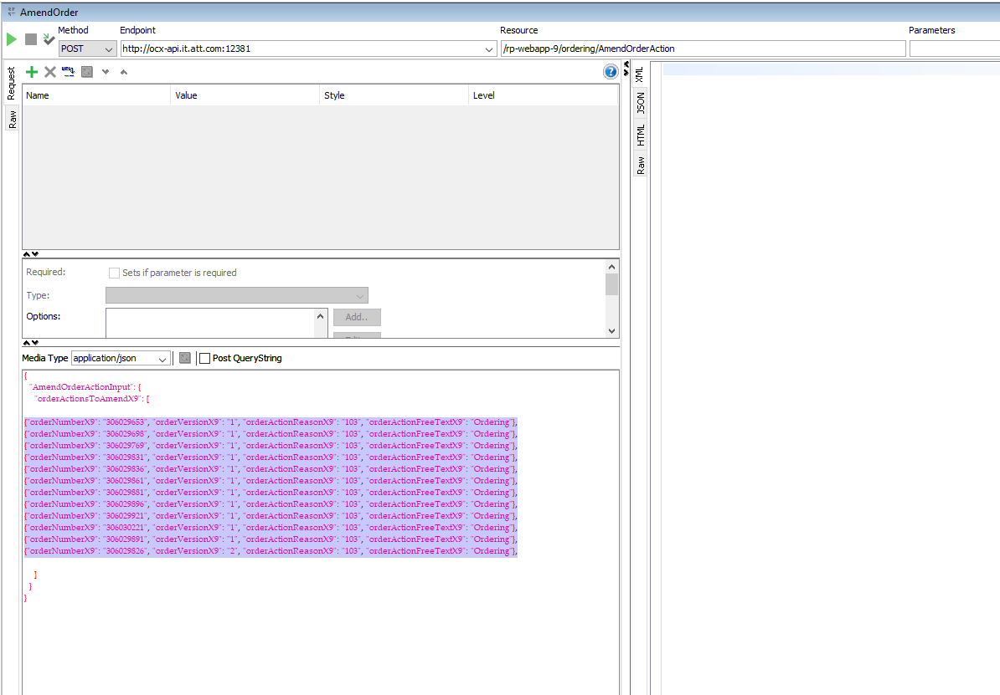 AmendOrder
Method
Endpoint
Resource
Parameters
POST
http://ocx-api.it.att.com:12381
/rp-webapp-9/ordering/AmendOrderAction
Request
Raw
Name
Value
Style
Level
Required:
Sets if parameter is required
Type:
Options:
Add..
Media Type
application/json
Post QueryString
{
"AmendOrderActionInput": {
"orderActionsToAmendX9": [
{"orderNumberX9": "306029653", "orderVersionX9": "1", "orderActionReasonX9": "103", "orderActionFreeTextX9": "Ordering"},
{"orderNumberX9": "306029698", "orderVersionX9": "1", "orderActionReasonX9": "103", "orderActionFreeTextX9": "Ordering"},
{"orderNumberX9": "306029769", "orderVersionX9": "1", "orderActionReasonX9": "103", "orderActionFreeTextX9": "Ordering"},
{"orderNumberX9": "306029831", "orderVersionX9": "1", "orderActionReasonX9": "103", "orderActionFreeTextX9": "Ordering"},
{"orderNumberX9": "306029836", "orderVersionX9": "1", "orderActionReasonX9": "103", "orderActionFreeTextX9": "Ordering"},
{"orderNumberX9": "306029861", "orderVersionX9": "1", "orderActionReasonX9": "103", "orderActionFreeTextX9": "Ordering"},
{"orderNumberX9": "306029881", "orderVersionX9": "1", "orderActionReasonX9": "103", "orderActionFreeTextX9": "Ordering"},
{"orderNumberX9": "306029896", "orderVersionX9": "1", "orderActionReasonX9": "103", "orderActionFreeTextX9": "Ordering"},
{"orderNumberX9": "306029921", "orderVersionX9": "1", "orderActionReasonX9": "103", "orderActionFreeTextX9": "Ordering"},
{"orderNumberX9": "306030221", "orderVersionX9": "1", "orderActionReasonX9": "103", "orderActionFreeTextX9": "Ordering"},
{"orderNumberX9": "306029891", "orderVersionX9": "1", "orderActionReasonX9": "103", "orderActionFreeTextX9": "Ordering"},
{"orderNumberX9": "306029826", "orderVersionX9": "2", "orderActionReasonX9": "103", "orderActionFreeTextX9": "Ordering"},
]
}
}
XML
JSON
HTML
Raw